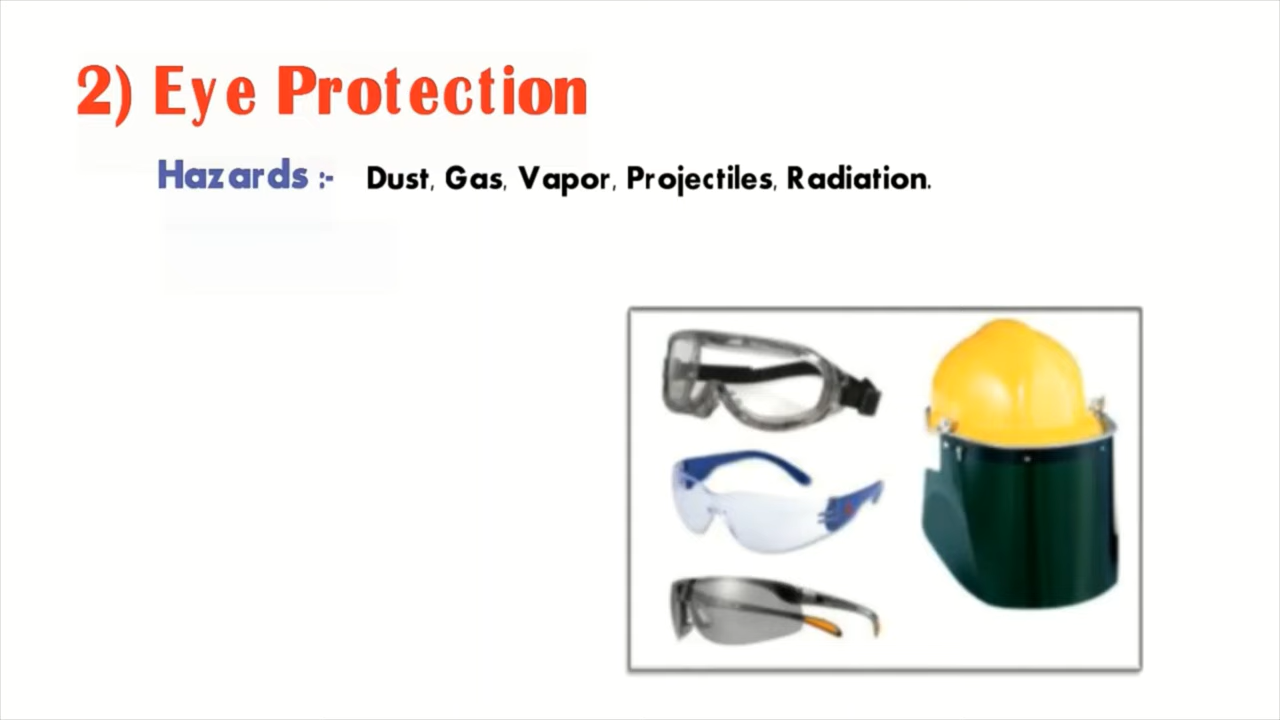 2) Eye Protection
Hazards :- Dust, Gas, Vapor, Projectiles, Radiation.